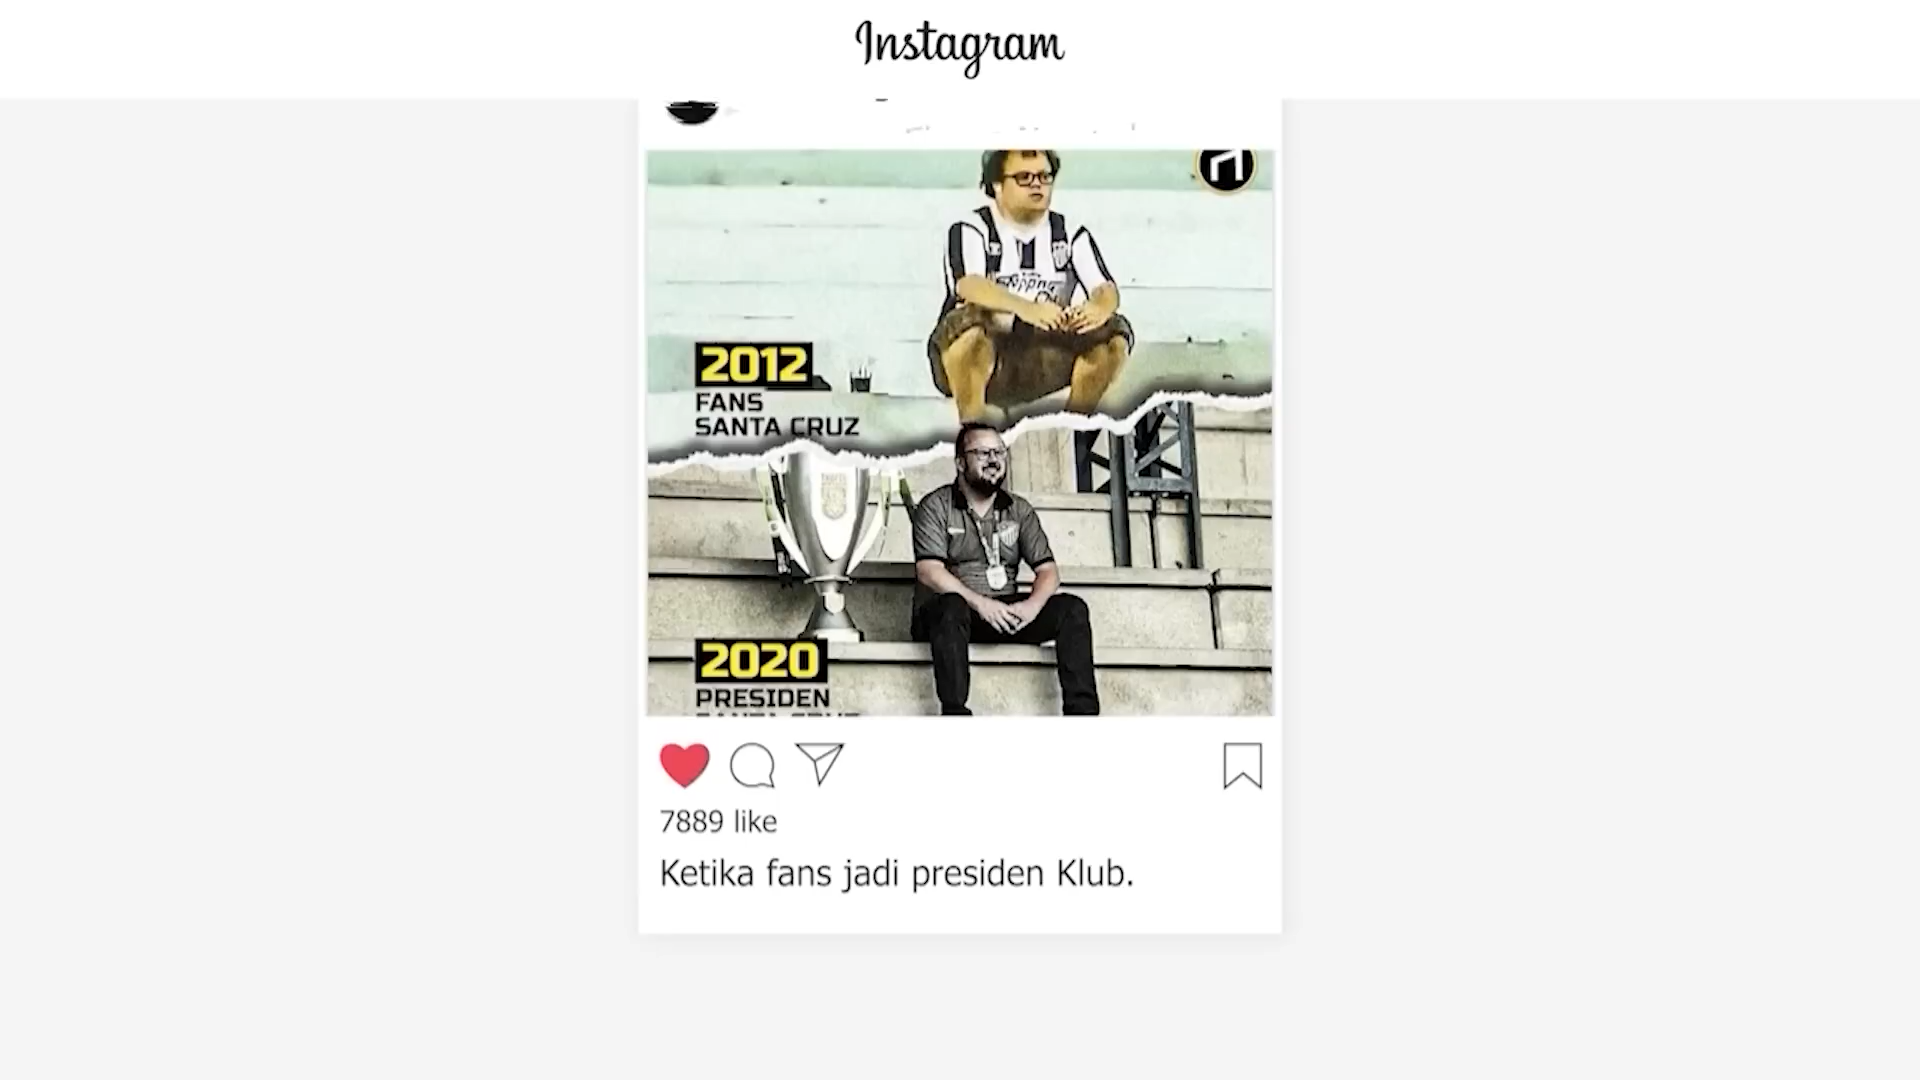 Instagram
2012
FANS
SANTA CRUZ
2020
PRESIDEN
7889 like
Ketika fans jadi presiden Klub.